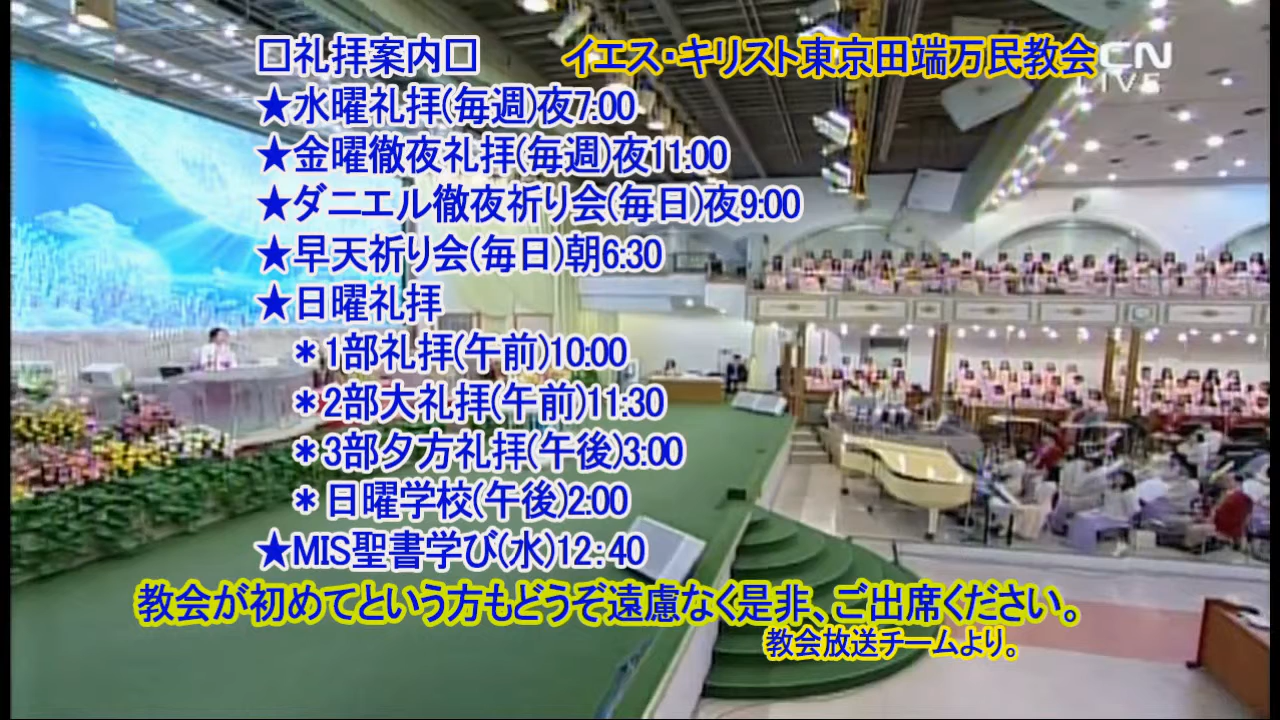 □礼拝案内□ イエス・キリスト東京田端万民教会
CN
LIVE
★水曜礼拝(毎週)夜7:00
★金曜徹夜礼拝(毎週)夜11:00
★ダニエル徹夜祈り会(毎日)夜9:00
★早天祈り会(毎日)朝6:30
★日曜礼拝
＊1部礼拝(午前)10:00
＊2部大礼拝(午前)11:30
＊3部夕方礼拝(午後)3:00
＊日曜学校(午後)2:00
★MIS聖書学び(水)12:40
教会が初めてという方もどうぞ遠慮なく是非、ご出席ください。
教会放送チームより。